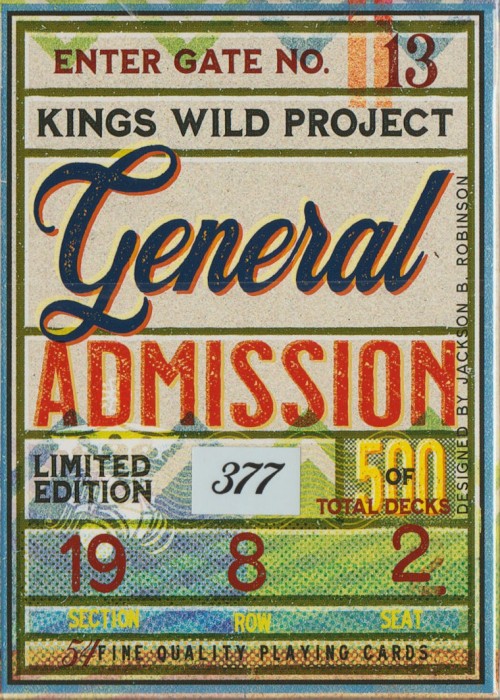 ENTER GATE NO. 13
KINGS WILD PROJECT
General
ADMISSION
DESIGNED BY JACKSON B. ROBINSON
LIMITED
EDITION
377
500
OF
TOTAL DECKS
19 8 2
SECTION ROW SEAT
54 FINE QUALITY PLAYING CARDS